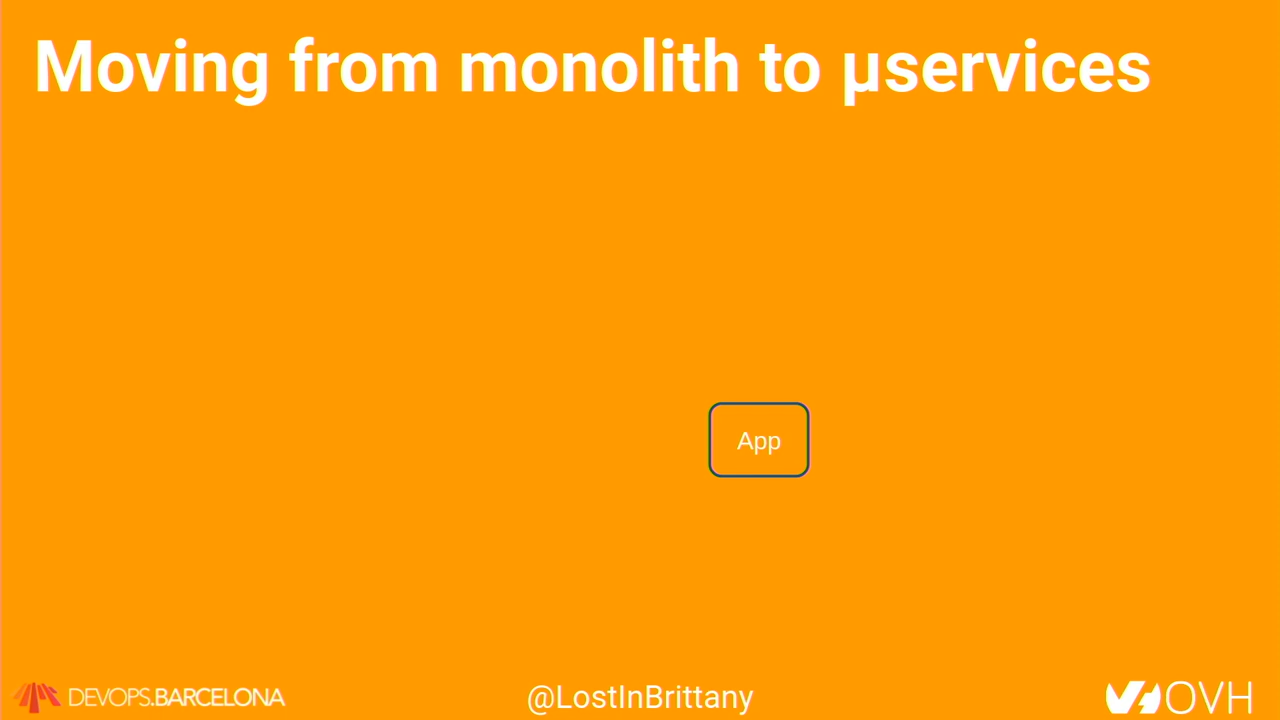 Moving from monolith to µservices
App
DEVOPS.BARCELONA
@LostInBrittany
OVH